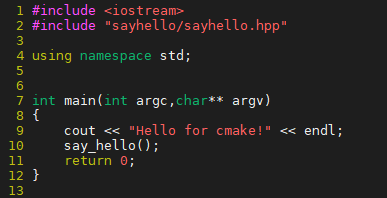 1 #include <iostream>
2 #include "sayhello/sayhello.hpp"
3
4 using namespace std;
5
6
7 int main(int argc,char** argv)
8 {
9     cout << "Hello for cmake!" << endl;
10     say_hello();
11     return 0;
12 }
13